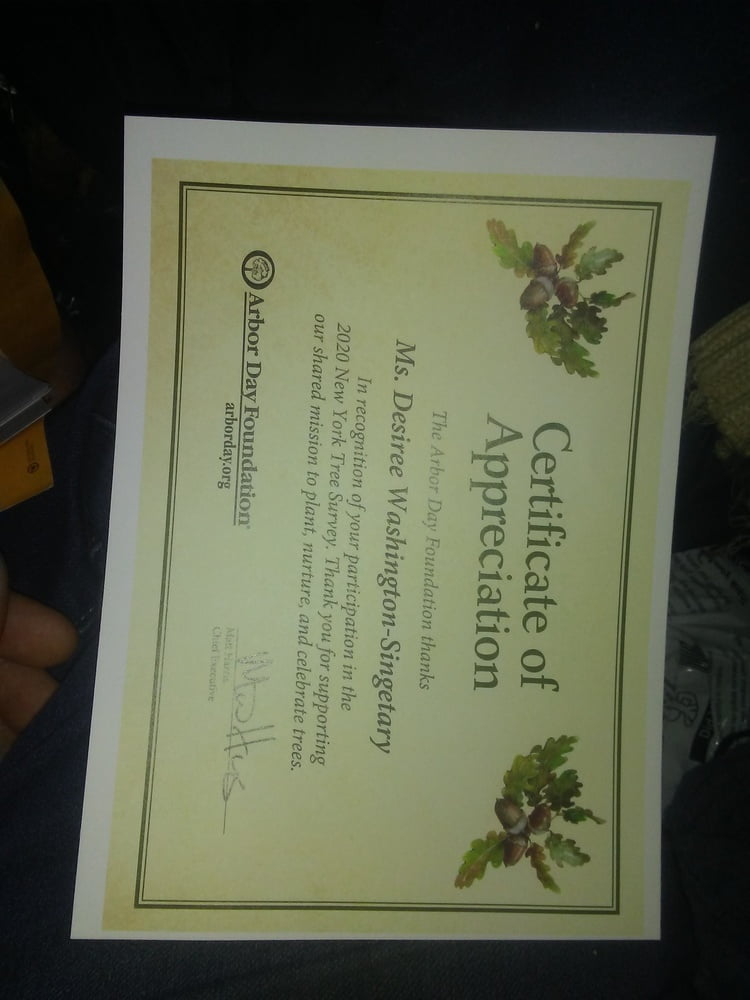 Certificate of
Appreciation
The Arbor Day Foundation thanks
Ms. Desiree Washington-Singetary
In recognition of your participation in the
2020 New York Tree Survey. Thank you for supporting
our shared mission to plant, nurture, and celebrate trees.
Arbor Day Foundation®
arborday.org
Matt Harris
Chief Executive